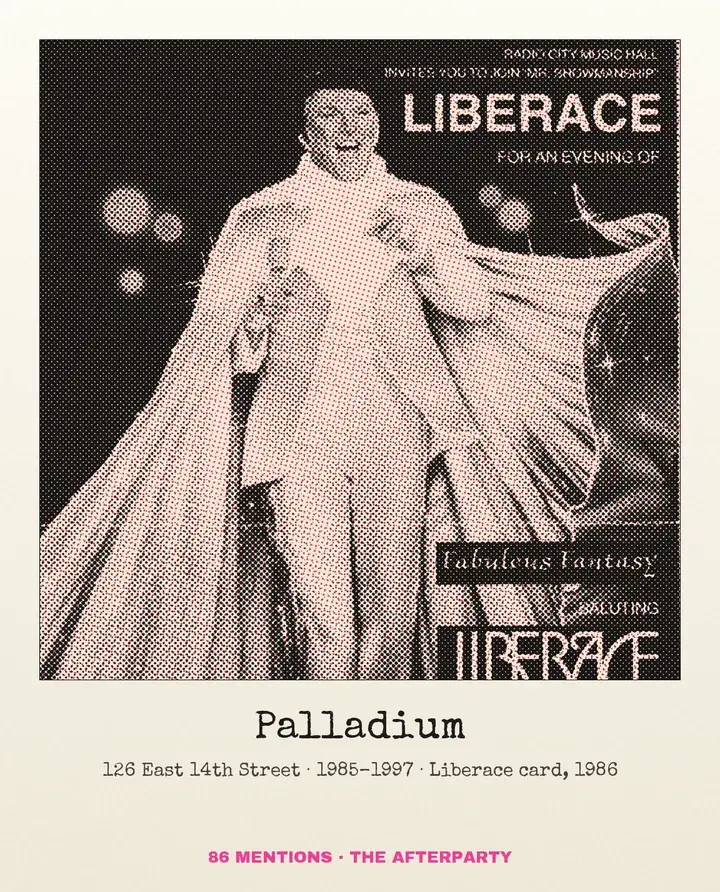 RADIO CITY MUSIC HALL
INVITES YOU TO JOIN "MR. SHOWMANSHIP"
LIBERACE
FOR AN EVENING OF
Fabulous Fantasy
SALUTING
LIBERACE
Palladium
126 East 14th Street · 1985–1997 · Liberace card, 1986
86 MENTIONS · THE AFTERPARTY